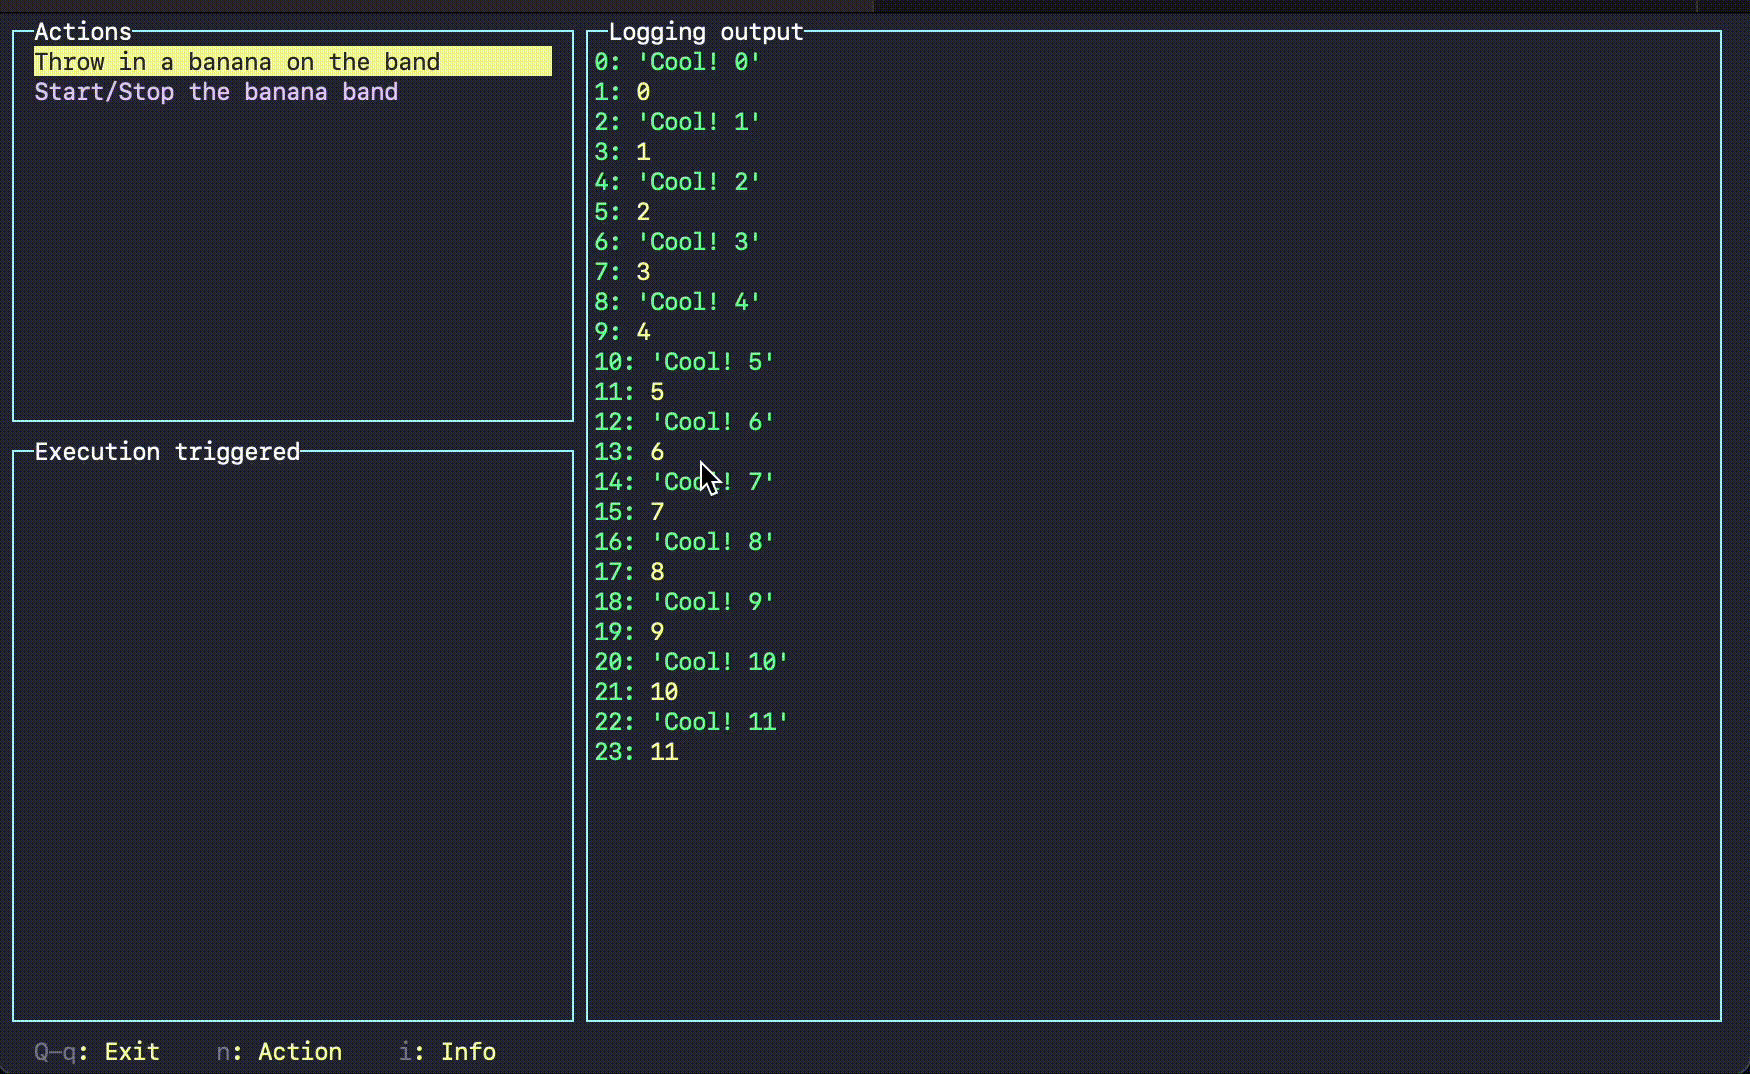 Actions
Throw in a banana on the band
Start/Stop the banana band
Execution triggered
Logging output
0: 'Cool! 0'
1: 0
2: 'Cool! 1'
3: 1
4: 'Cool! 2'
5: 2
6: 'Cool! 3'
7: 3
8: 'Cool! 4'
9: 4
10: 'Cool! 5'
11: 5
12: 'Cool! 6'
13: 6
14: 'Cool! 7'
15: 7
16: 'Cool! 8'
17: 8
18: 'Cool! 9'
19: 9
20: 'Cool! 10'
21: 10
22: 'Cool! 11'
23: 11
Q–q: Exit n: Action i: Info